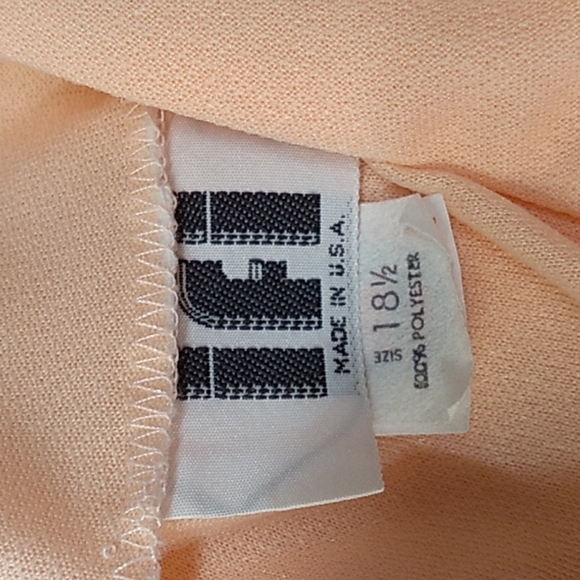 MADE IN U.S.A.
SIZE 18½
100% POLYESTER